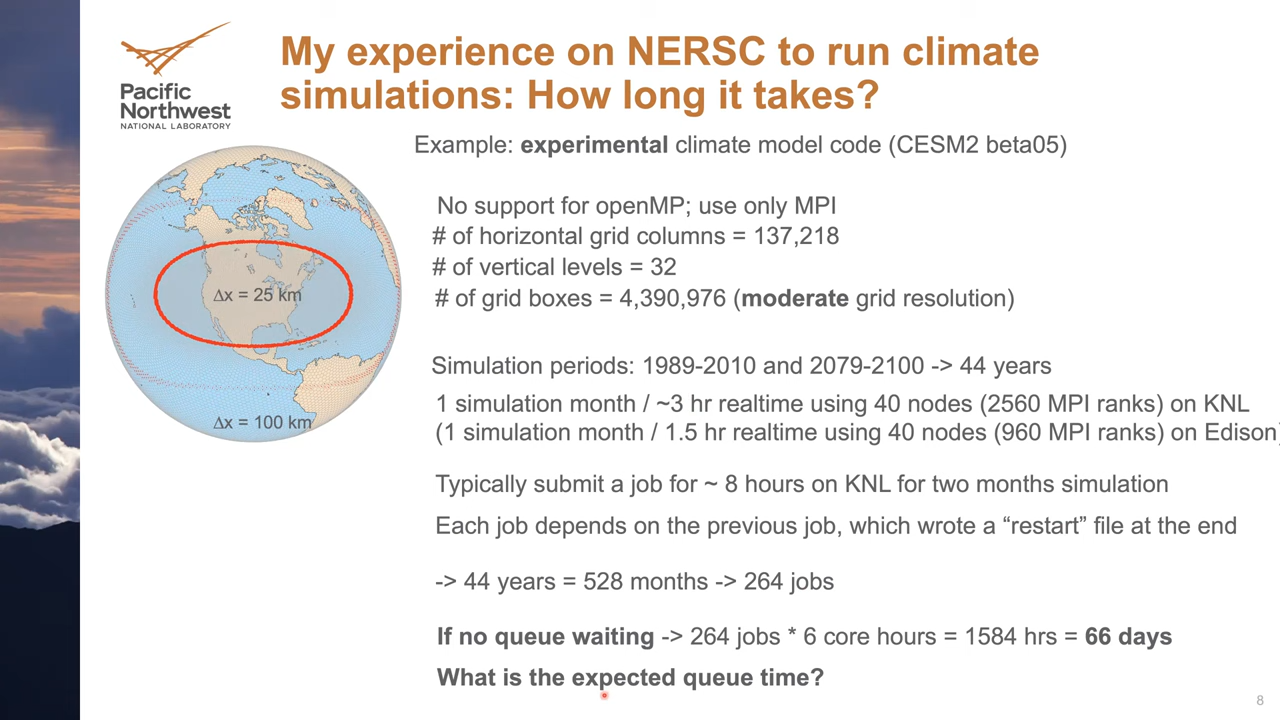 Pacific
Northwest
NATIONAL LABORATORY
My experience on NERSC to run climate
simulations: How long it takes?
Example: experimental climate model code (CESM2 beta05)
No support for openMP; use only MPI
# of horizontal grid columns = 137,218
# of vertical levels = 32
# of grid boxes = 4,390,976 (moderate grid resolution)
Δx = 25 km
Δx = 100 km
Simulation periods: 1989-2010 and 2079-2100 -> 44 years
1 simulation month / ~3 hr realtime using 40 nodes (2560 MPI ranks) on KNL
(1 simulation month / 1.5 hr realtime using 40 nodes (960 MPI ranks) on Edison)
Typically submit a job for ~ 8 hours on KNL for two months simulation
Each job depends on the previous job, which wrote a “restart” file at the end
-> 44 years = 528 months -> 264 jobs
If no queue waiting -> 264 jobs * 6 core hours = 1584 hrs = 66 days
What is the expected queue time?
8